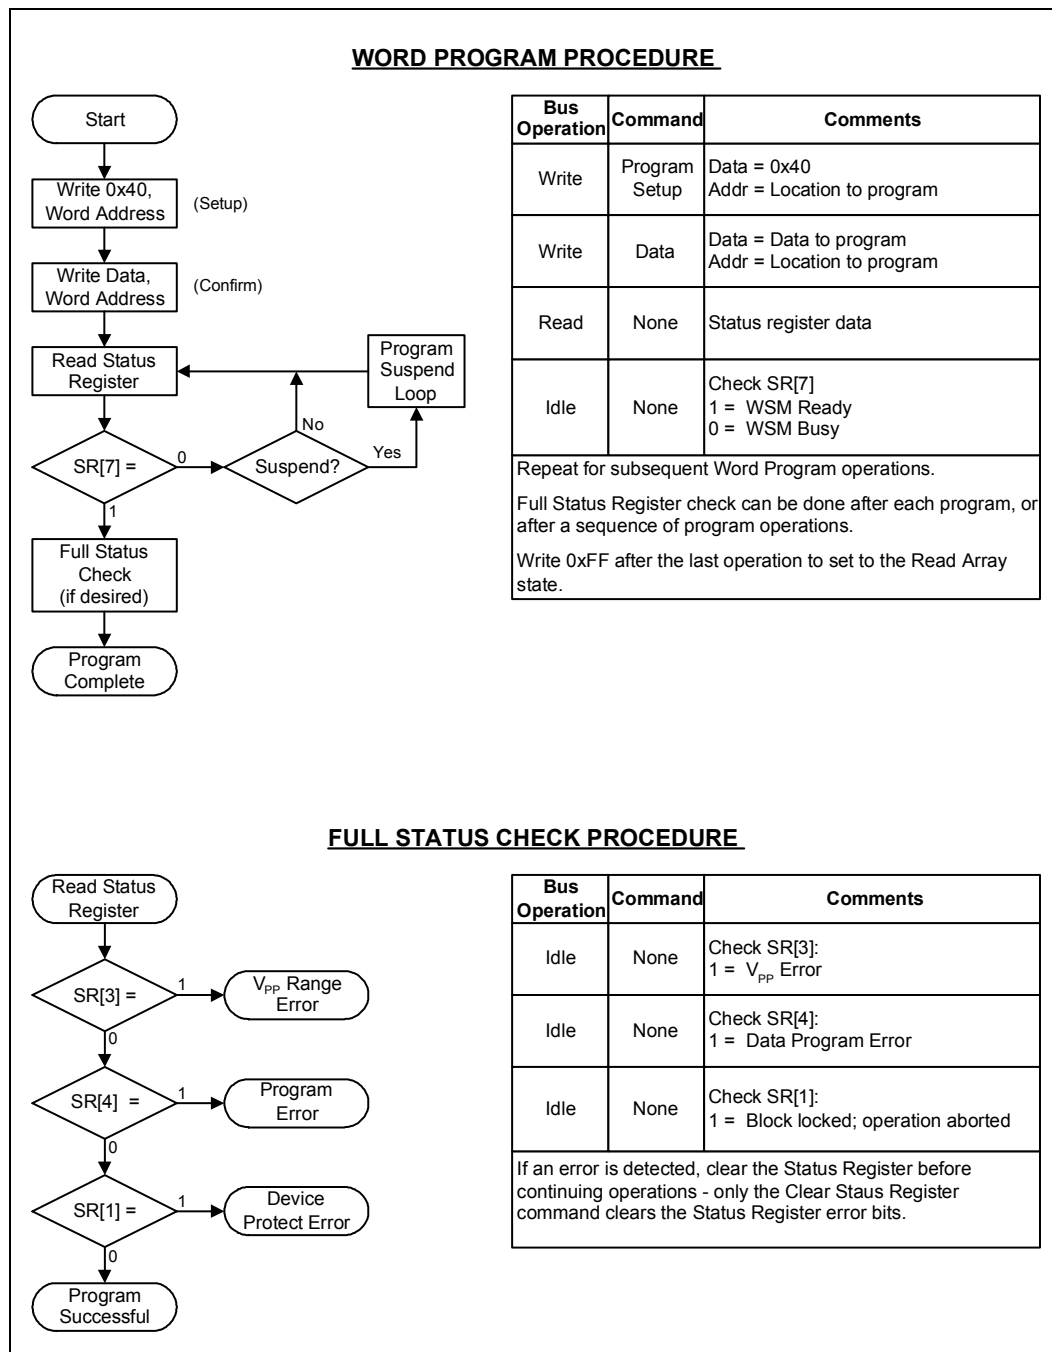 WORD PROGRAM PROCEDURE
Start
Write 0x40,
Word Address
(Setup)
Write Data,
Word Address
(Confirm)
Read Status
Register
Program
Suspend
Loop
No
SR[7] =
0
Suspend?
Yes
1
Full Status
Check
(if desired)
Program
Complete
Bus
Operation
Command
Comments
Write
Program
Setup
Data = 0x40
Addr = Location to program
Write
Data
Data = Data to program
Addr = Location to program
Read
None
Status register data
Idle
None
Check SR[7]
1 = WSM Ready
0 = WSM Busy
Repeat for subsequent Word Program operations.
Full Status Register check can be done after each program, or
after a sequence of program operations.
Write 0xFF after the last operation to set to the Read Array
state.
FULL STATUS CHECK PROCEDURE
Read Status
Register
SR[3] =
1
VPP Range
Error
0
SR[4] =
1
Program
Error
0
SR[1] =
1
Device
Protect Error
0
Program
Successful
Bus
Operation
Command
Comments
Idle
None
Check SR[3]:
1 = VPP Error
Idle
None
Check SR[4]:
1 = Data Program Error
Idle
None
Check SR[1]:
1 = Block locked; operation aborted
If an error is detected, clear the Status Register before
continuing operations - only the Clear Staus Register
command clears the Status Register error bits.